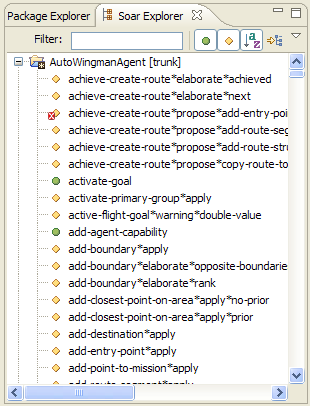 Package Explorer Soar Explorer
Filter:
AutoWingmanAgent [trunk]
achieve-create-route*elaborate*achieved
achieve-create-route*elaborate*next
achieve-create-route*propose*add-entry-poi
achieve-create-route*propose*add-route-seg
achieve-create-route*propose*add-route-stru
achieve-create-route*propose*copy-route-to
activate-goal
activate-primary-group*apply
active-flight-goal*warning*double-value
add-agent-capability
add-boundary*apply
add-boundary*elaborate*opposite-boundarie
add-boundary*elaborate*rank
add-closest-point-on-area*apply*no-prior
add-closest-point-on-area*apply*prior
add-destination*apply
add-entry-point*apply
add-point-to-mission*apply
add-route-segment*apply